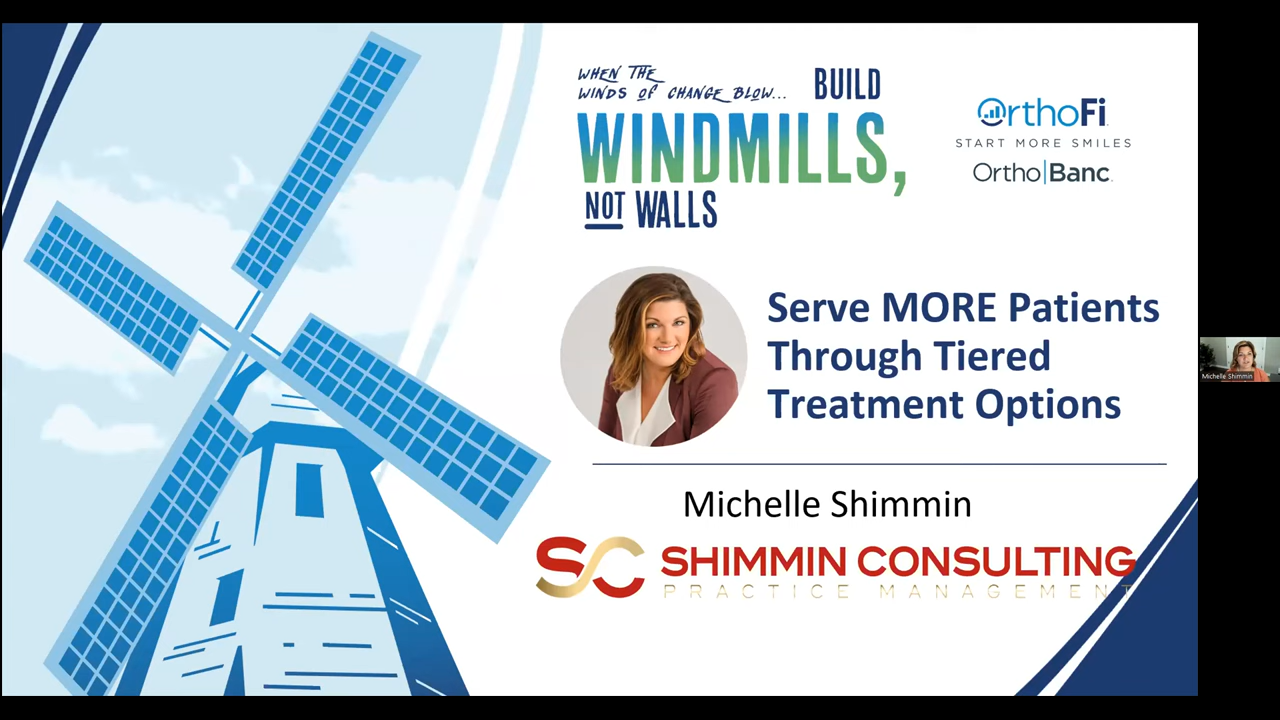 WHEN THE
WINDS OF CHANGE BLOW... BUILD
WINDMILLS,
NOT WALLS
OrthoFi
START MORE SMILES
Ortho|Banc
Serve MORE Patients
Through Tiered
Treatment Options
Michelle Shimmin
SC SHIMMIN CONSULTING
PRACTICE MANAGEMENT
Michelle Shimmin